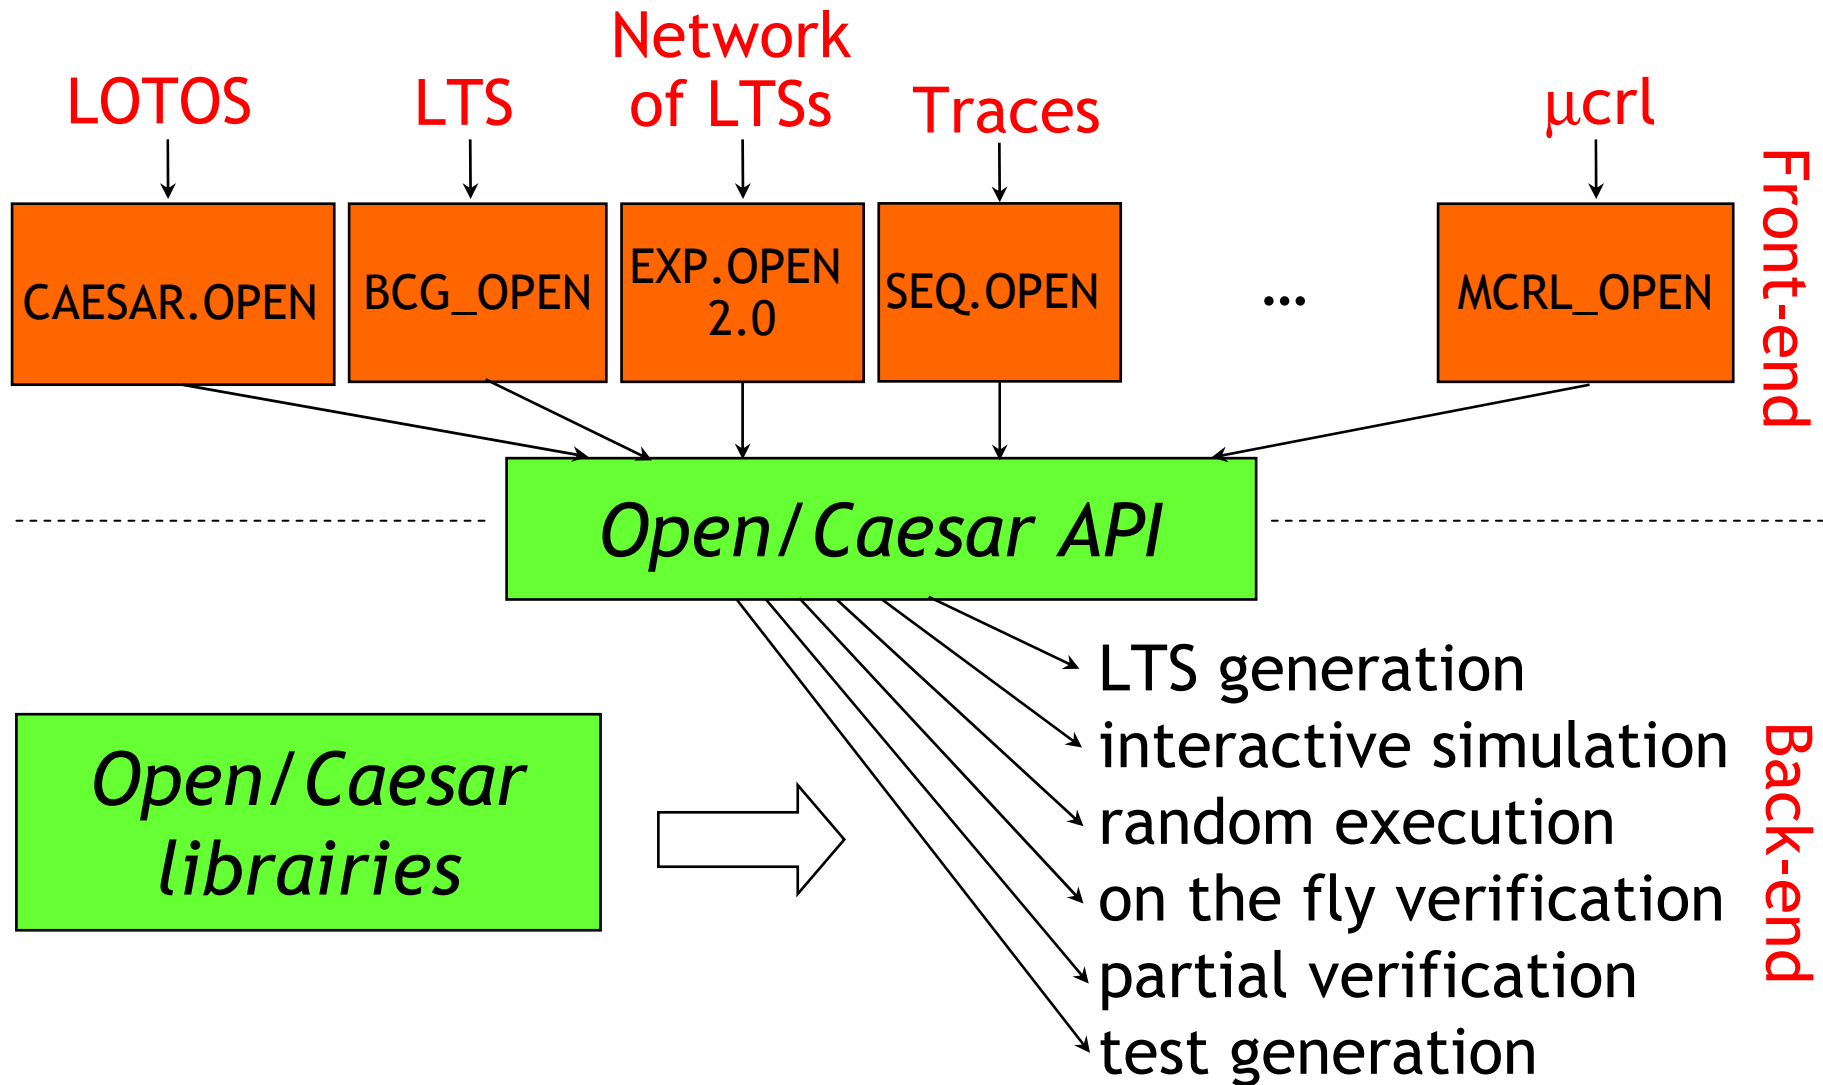 LOTOS
LTS
Network
of LTSs
Traces
μcrl
CAESAR.OPEN
BCG_OPEN
EXP.OPEN
2.0
SEQ.OPEN
...
MCRL_OPEN
Front-end
Open/Caesar API
LTS generation
interactive simulation
random execution
on the fly verification
partial verification
test generation
Open/Caesar
librairies
Back-end